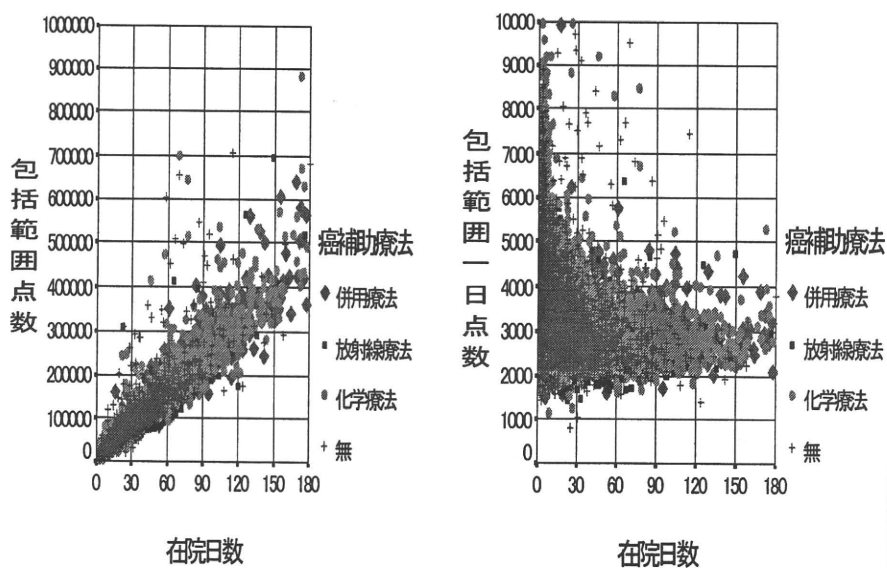 1000000
900000
800000
700000
600000
500000
400000
300000
200000
100000
0
0 30 60 90 120 150 180
包括範囲点数
在院日数
癌補助療法
併用療法
放射線療法
化学療法
無
10000
9000
8000
7000
6000
5000
4000
3000
2000
1000
0
0 30 60 90 120 150 180
包括範囲一日点数
在院日数
癌補助療法
併用療法
放射線療法
化学療法
無